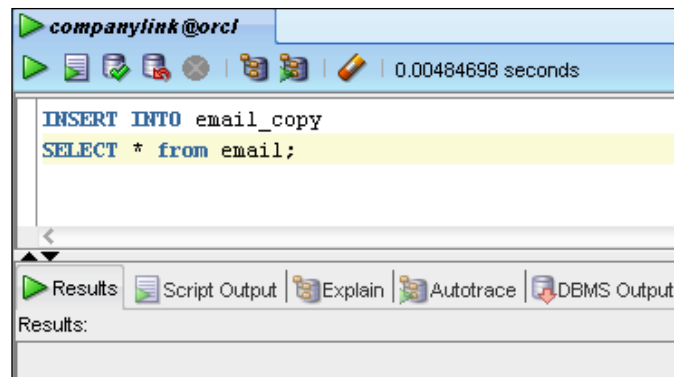 companylink@orcl
0.00484698 seconds
INSERT INTO email_copy
SELECT * from email;
Results Script Output Explain Autotrace DBMS Output
Results: